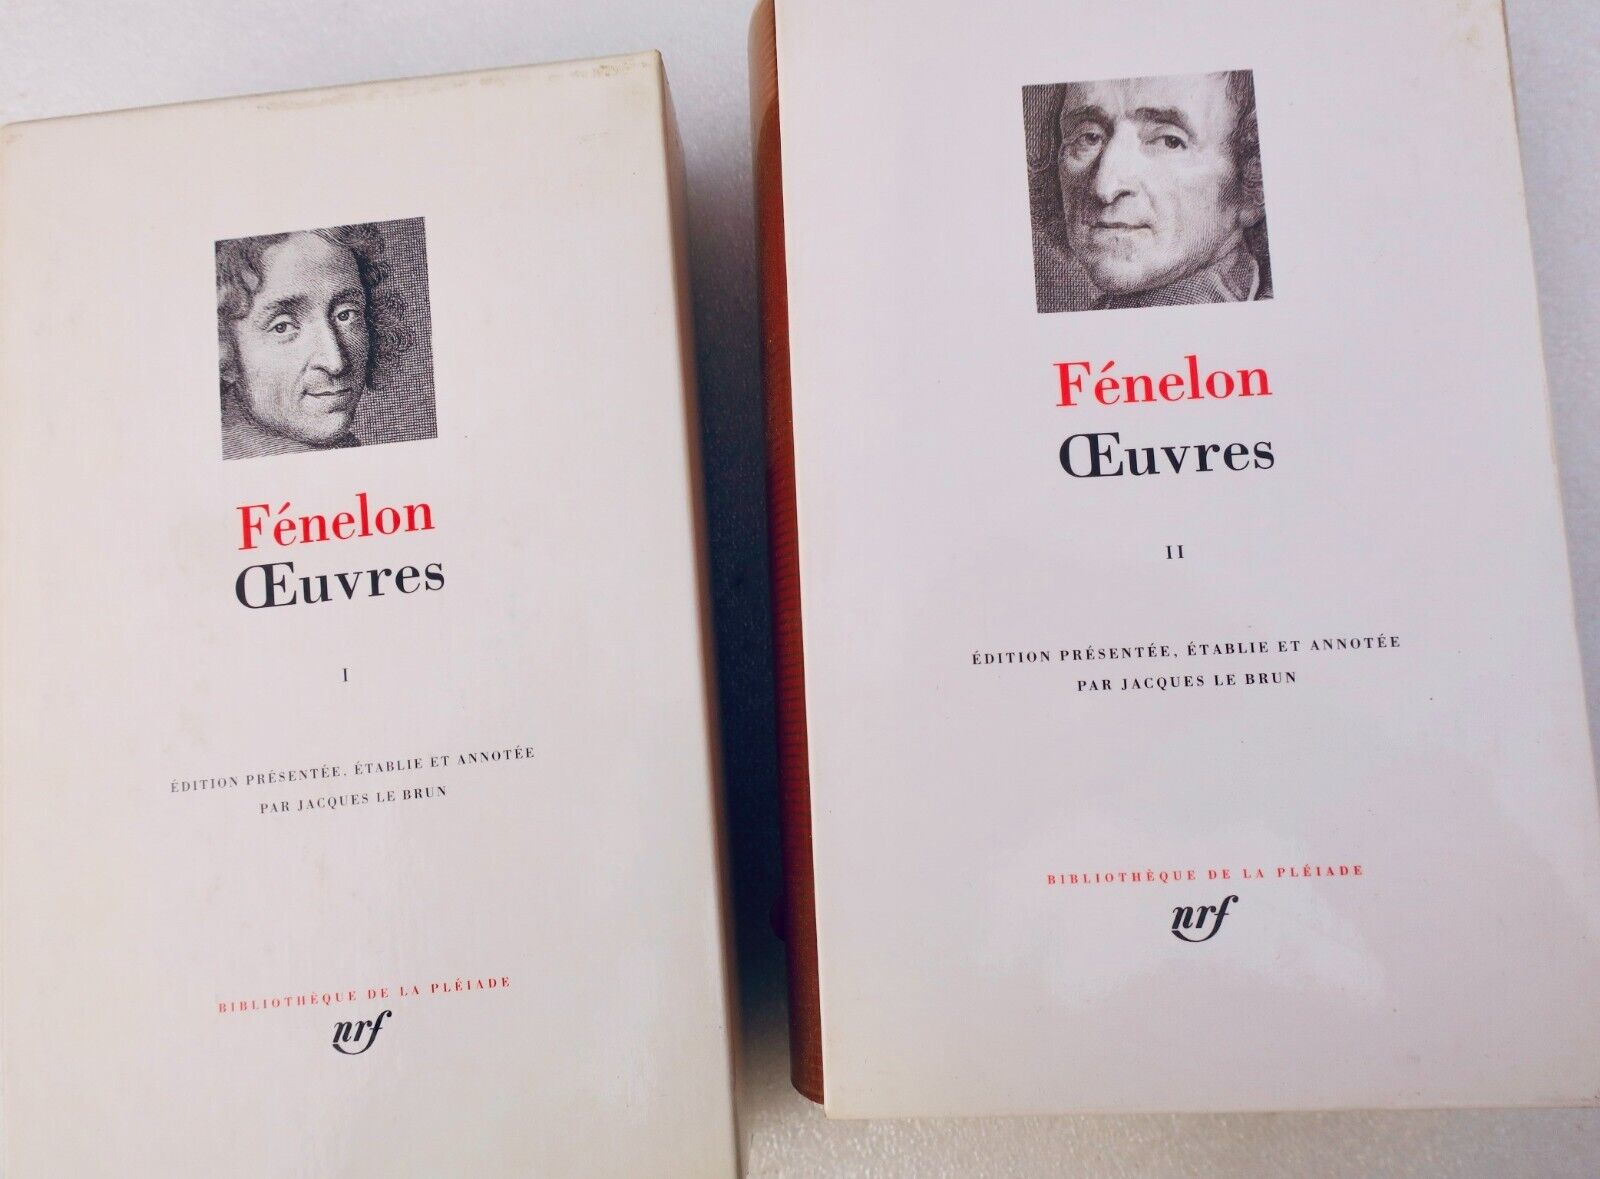 Fénelon
Œuvres
I
ÉDITION PRÉSENTÉE, ÉTABLIE ET ANNOTÉE
PAR JACQUES LE BRUN
BIBLIOTHÈQUE DE LA PLÉIADE
nrf
Fénelon
Œuvres
II
ÉDITION PRÉSENTÉE, ÉTABLIE ET ANNOTÉE
PAR JACQUES LE BRUN
BIBLIOTHÈQUE DE LA PLÉIADE
nrf